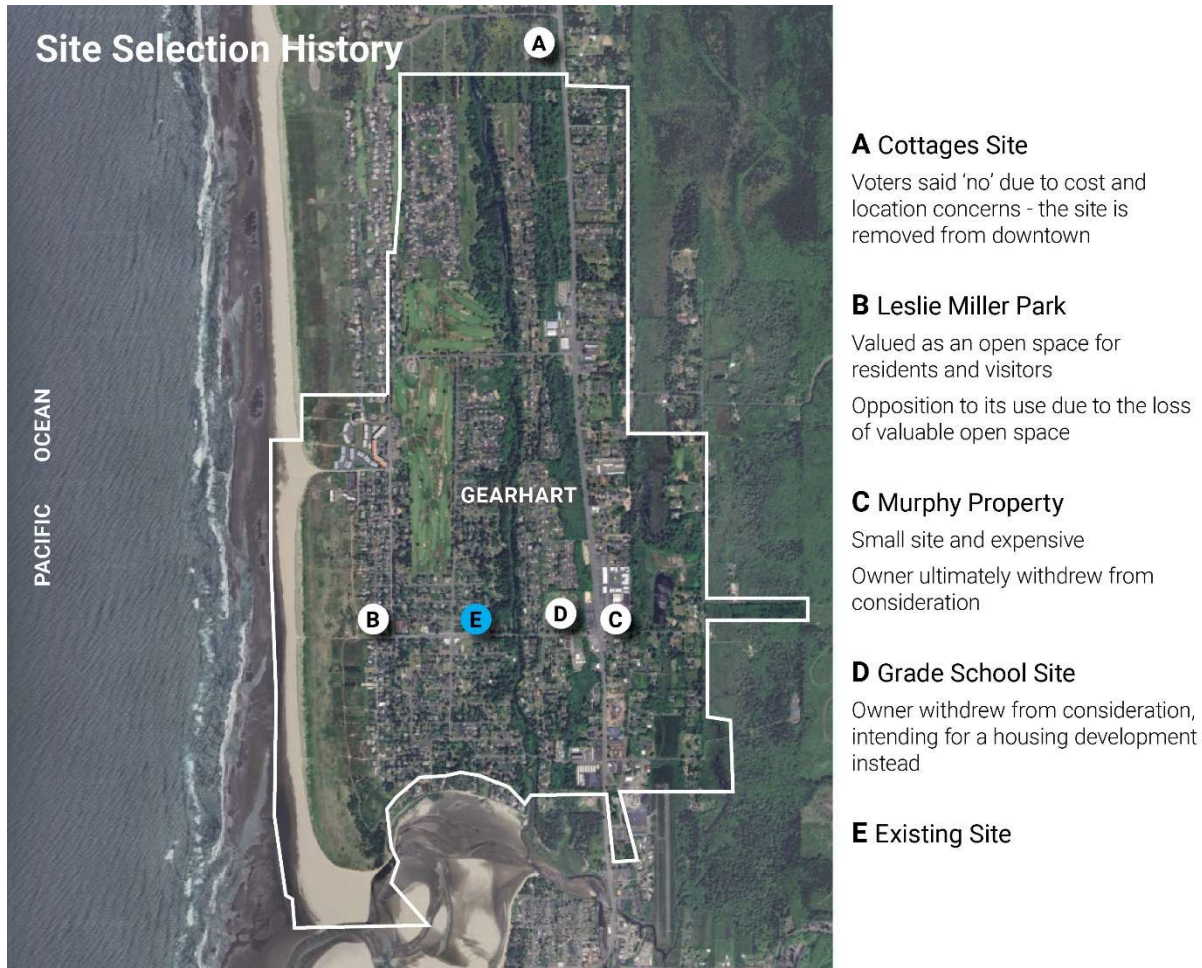 Site Selection History
A
GEARHART
PACIFIC OCEAN
B
E
D
C
A Cottages Site
Voters said ‘no’ due to cost and
location concerns - the site is
removed from downtown
B Leslie Miller Park
Valued as an open space for
residents and visitors
Opposition to its use due to the loss
of valuable open space
C Murphy Property
Small site and expensive
Owner ultimately withdrew from
consideration
D Grade School Site
Owner withdrew from consideration,
intending for a housing development
instead
E Existing Site